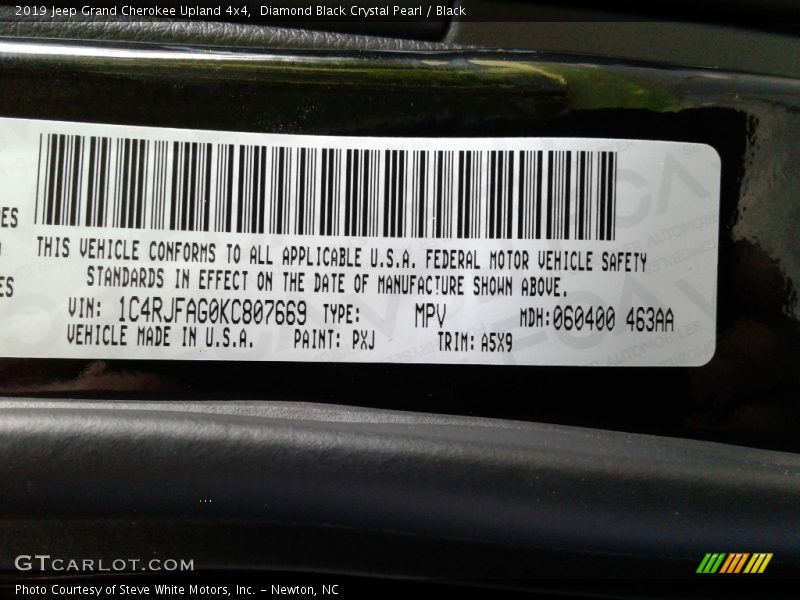 2019 Jeep Grand Cherokee Upland 4x4, Diamond Black Crystal Pearl / Black
ES
ES
THIS VEHICLE CONFORMS TO ALL APPLICABLE U.S.A. FEDERAL MOTOR VEHICLE SAFETY
STANDARDS IN EFFECT ON THE DATE OF MANUFACTURE SHOWN ABOVE.
VIN: 1C4RJFAG0KC807669 TYPE: MPV MDH:060400 463AA
VEHICLE MADE IN U.S.A. PAINT: PXJ TRIM: A5X9
GTCARLOT.COM
Photo Courtesy of Steve White Motors, Inc. – Newton, NC